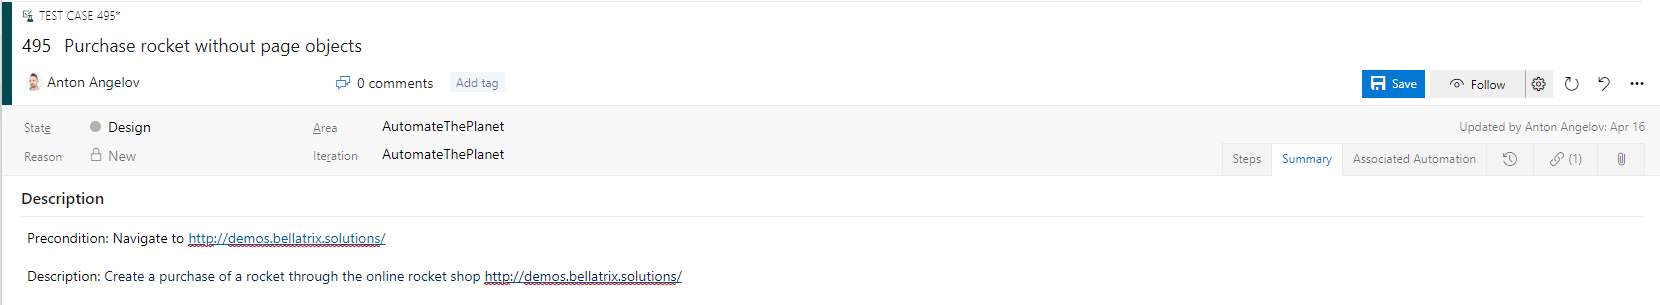 TEST CASE 495*
495 Purchase rocket without page objects
Anton Angelov 0 comments Add tag Save Follow
State Design Area AutomateThePlanet Updated by Anton Angelov: Apr 16
Reason New Iteration AutomateThePlanet Steps Summary Associated Automation (1)
Description
Precondition: Navigate to http://demos.bellatrix.solutions/
Description: Create a purchase of a rocket through the online rocket shop http://demos.bellatrix.solutions/